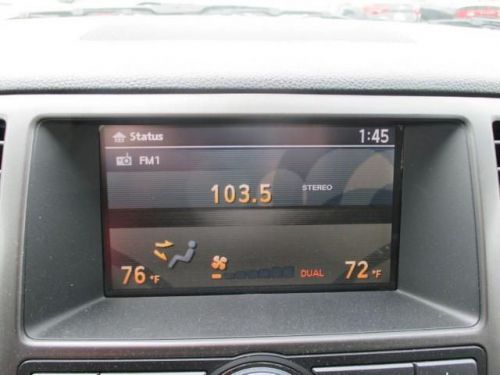 Status 1:45
FM1
103.5 STEREO
76°F DUAL 72°F